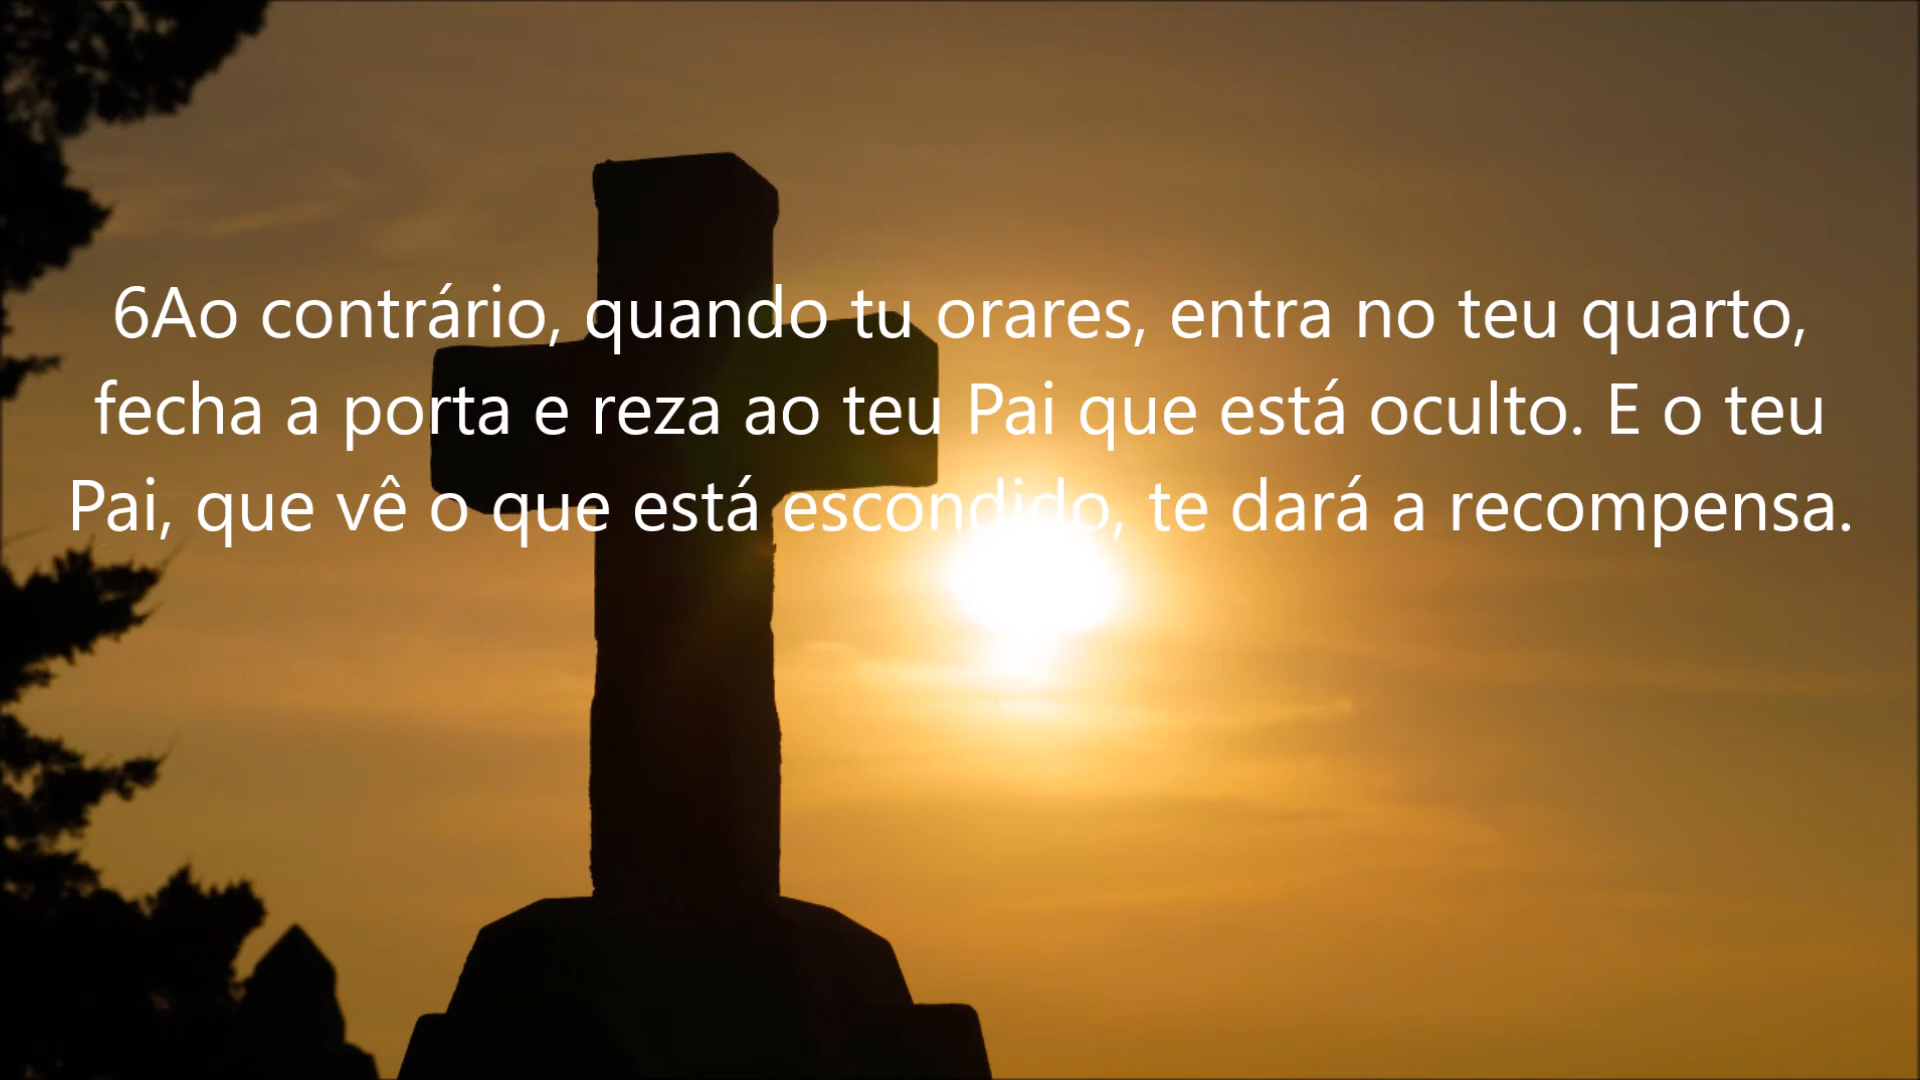 6Ao contrário, quando tu orares, entra no teu quarto,
fecha a porta e reza ao teu Pai que está oculto. E o teu
Pai, que vê o que está escondido, te dará a recompensa.